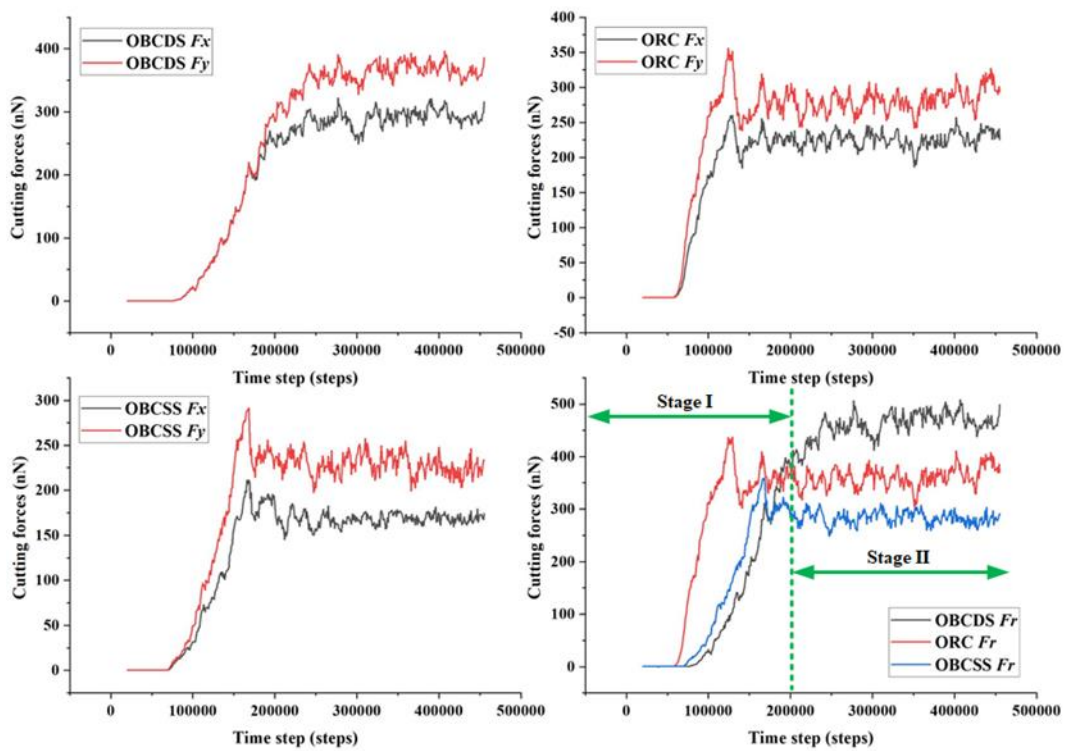 OBCDS Fx
OBCDS Fy
Cutting forces (nN)
400
300
200
100
0
0 100000 200000 300000 400000 500000
Time step (steps)
ORC Fx
ORC Fy
Cutting forces (nN)
400
350
300
250
200
150
100
50
0
-50
0 100000 200000 300000 400000 500000
Time step (steps)
OBCSS Fx
OBCSS Fy
Cutting forces (nN)
300
250
200
150
100
50
0
0 100000 200000 300000 400000 500000
Time step (steps)
Stage I
Stage II
OBCDS Fr
ORC Fr
OBCSS Fr
Cutting forces (nN)
500
400
300
200
100
0
0 100000 200000 300000 400000 500000
Time step (steps)